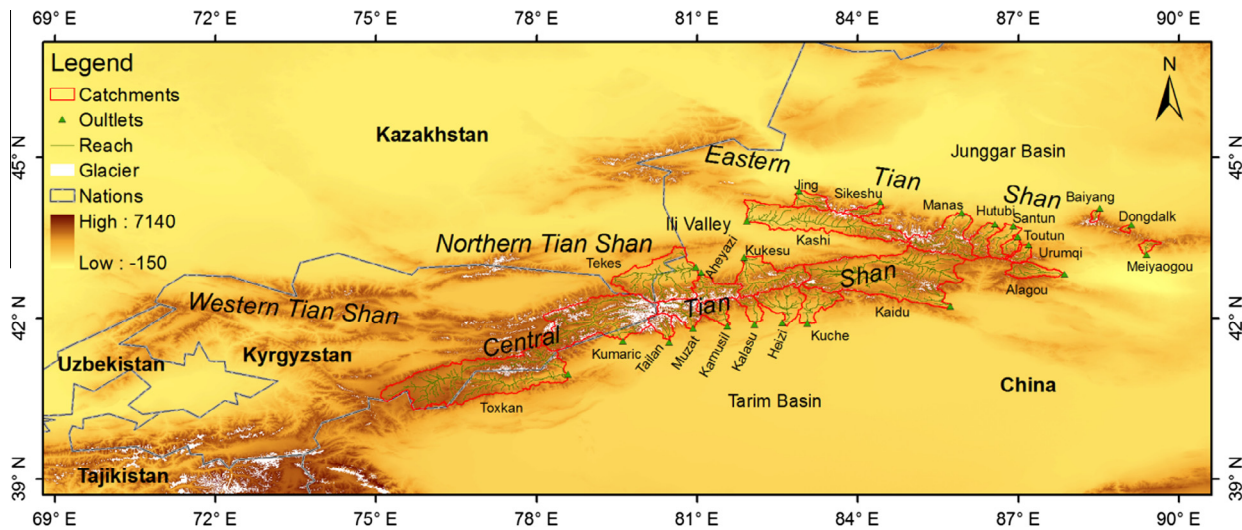 69° E 72° E 75° E 78° E 81° E 84° E 87° E 90° E
N
Legend
Catchments
Oultlets
Reach
Glacier
Nations
High : 7140
Low : -150
45° N
42° N
39° N
45° N
42° N
39° N
Kazakhstan
Eastern Tian Shan
Junggar Basin
Jing
Sikeshu
Manas
Hutubi
Santun
Toutun
Urumqi
Baiyang
Dongdalk
Meiyaogou
Alagou
Ili Valley
Kashi
Northern Tian Shan
Tekes
Aheyazi
Kukesu
Western Tian Shan
Central Tian Shan
Kaidu
Uzbekistan
Kyrgyzstan
Kumaric
Tailan
Muzat
Kamusil
Kalasu
Heizi
Kuche
Toxkan
Tarim Basin
China
Tajikistan
69° E 72° E 75° E 78° E 81° E 84° E 87° E 90° E